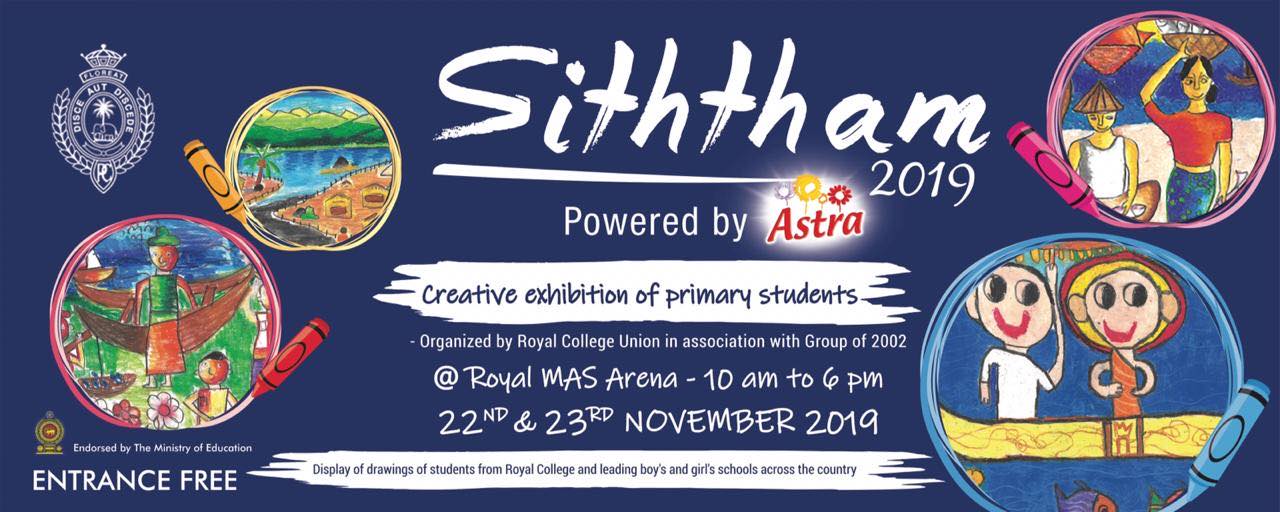 FLOREAT
DISCE AUT DISCEDE
RC
Siththam
2019
Powered by Astra
Creative exhibition of primary students
- Organized by Royal College Union in association with Group of 2002
@ Royal MAS Arena - 10 am to 6 pm
22ND & 23RD NOVEMBER 2019
Endorsed by The Ministry of Education
ENTRANCE FREE
Display of drawings of students from Royal College and leading boy's and girl's schools across the country